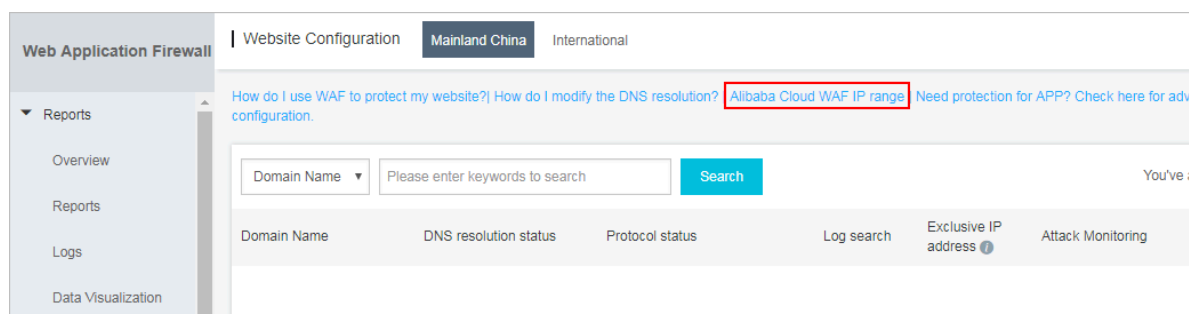 Web Application Firewall
Website Configuration Mainland China International
How do I use WAF to protect my website?| How do I modify the DNS resolution? | Alibaba Cloud WAF IP range | Need protection for APP? Check here for adv
configuration.
Reports
Overview
Reports
Logs
Data Visualization
Domain Name Please enter keywords to search Search You've a
Domain Name DNS resolution status Protocol status Log search Exclusive IP address Attack Monitoring